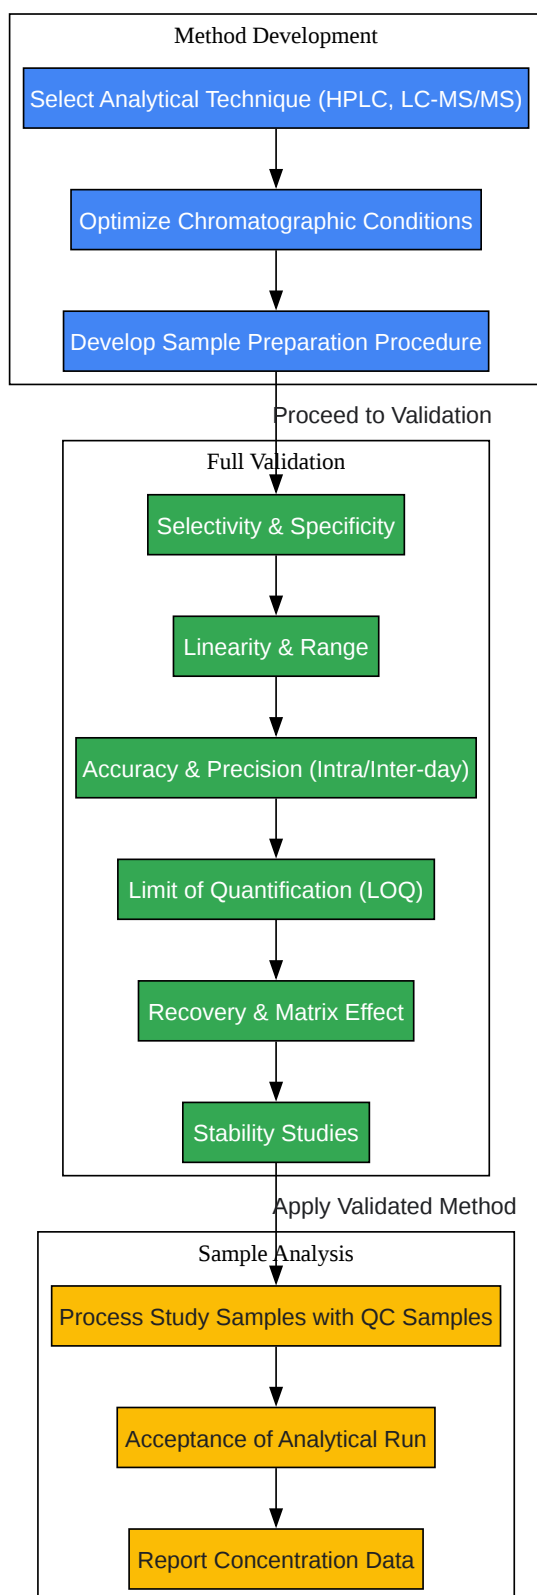 Method Development
Select Analytical Technique (HPLC, LC-MS/MS)
Optimize Chromatographic Conditions
Develop Sample Preparation Procedure
Proceed to Validation
Full Validation
Selectivity & Specificity
Linearity & Range
Accuracy & Precision (Intra/Inter-day)
Limit of Quantification (LOQ)
Recovery & Matrix Effect
Stability Studies
Apply Validated Method
Sample Analysis
Process Study Samples with QC Samples
Acceptance of Analytical Run
Report Concentration Data